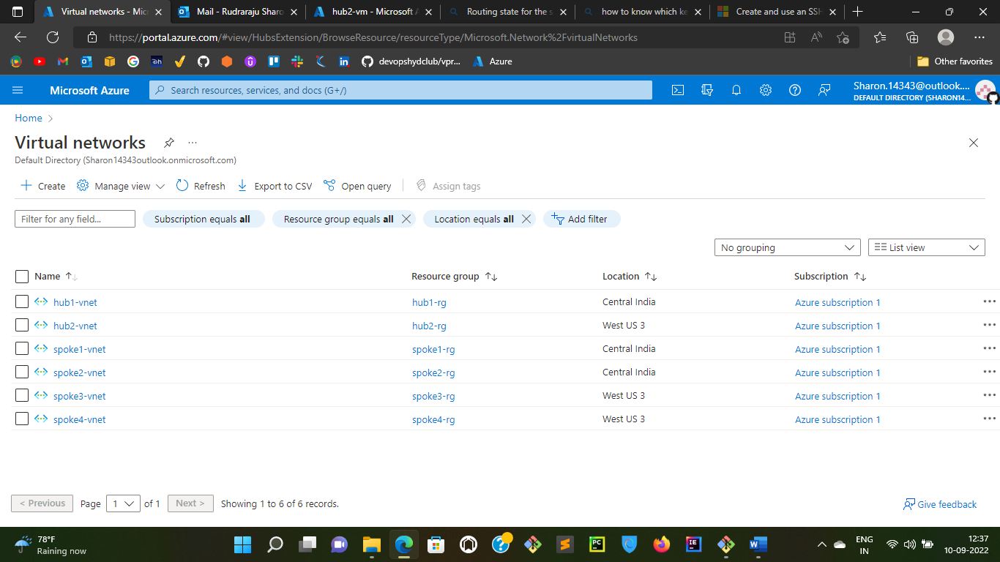 Virtual networks - Mic
Mail - Rudraraju Sharo
hub2-vm - Microsoft A
Routing state for the s
how to know which ke
Create and use an SSH
https://portal.azure.com/#view/HubsExtension/BrowseResource/resourceType/Microsoft.Network%2FvirtualNetworks
devopshydclub/vpr...
Azure
Other favorites
Microsoft Azure
Search resources, services, and docs (G+/)
Sharon.14343@outlook....
DEFAULT DIRECTORY (SHARON14...
Home >
Virtual networks
...
Default Directory (Sharon14343outlook.onmicrosoft.com)
+ Create
Manage view
Refresh
Export to CSV
Open query
Assign tags
Filter for any field...
Subscription equals all
Resource group equals all
Location equals all
Add filter
No grouping
List view
Name Resource group Location Subscription
hub1-vnet hub1-rg Central India Azure subscription 1
hub2-vnet hub2-rg West US 3 Azure subscription 1
spoke1-vnet spoke1-rg Central India Azure subscription 1
spoke2-vnet spoke2-rg Central India Azure subscription 1
spoke3-vnet spoke3-rg West US 3 Azure subscription 1
spoke4-vnet spoke4-rg West US 3 Azure subscription 1
< Previous Page 1 of 1 Next > Showing 1 to 6 of 6 records.
Give feedback
78°F
Raining now
ENG
IN
12:37
10-09-2022